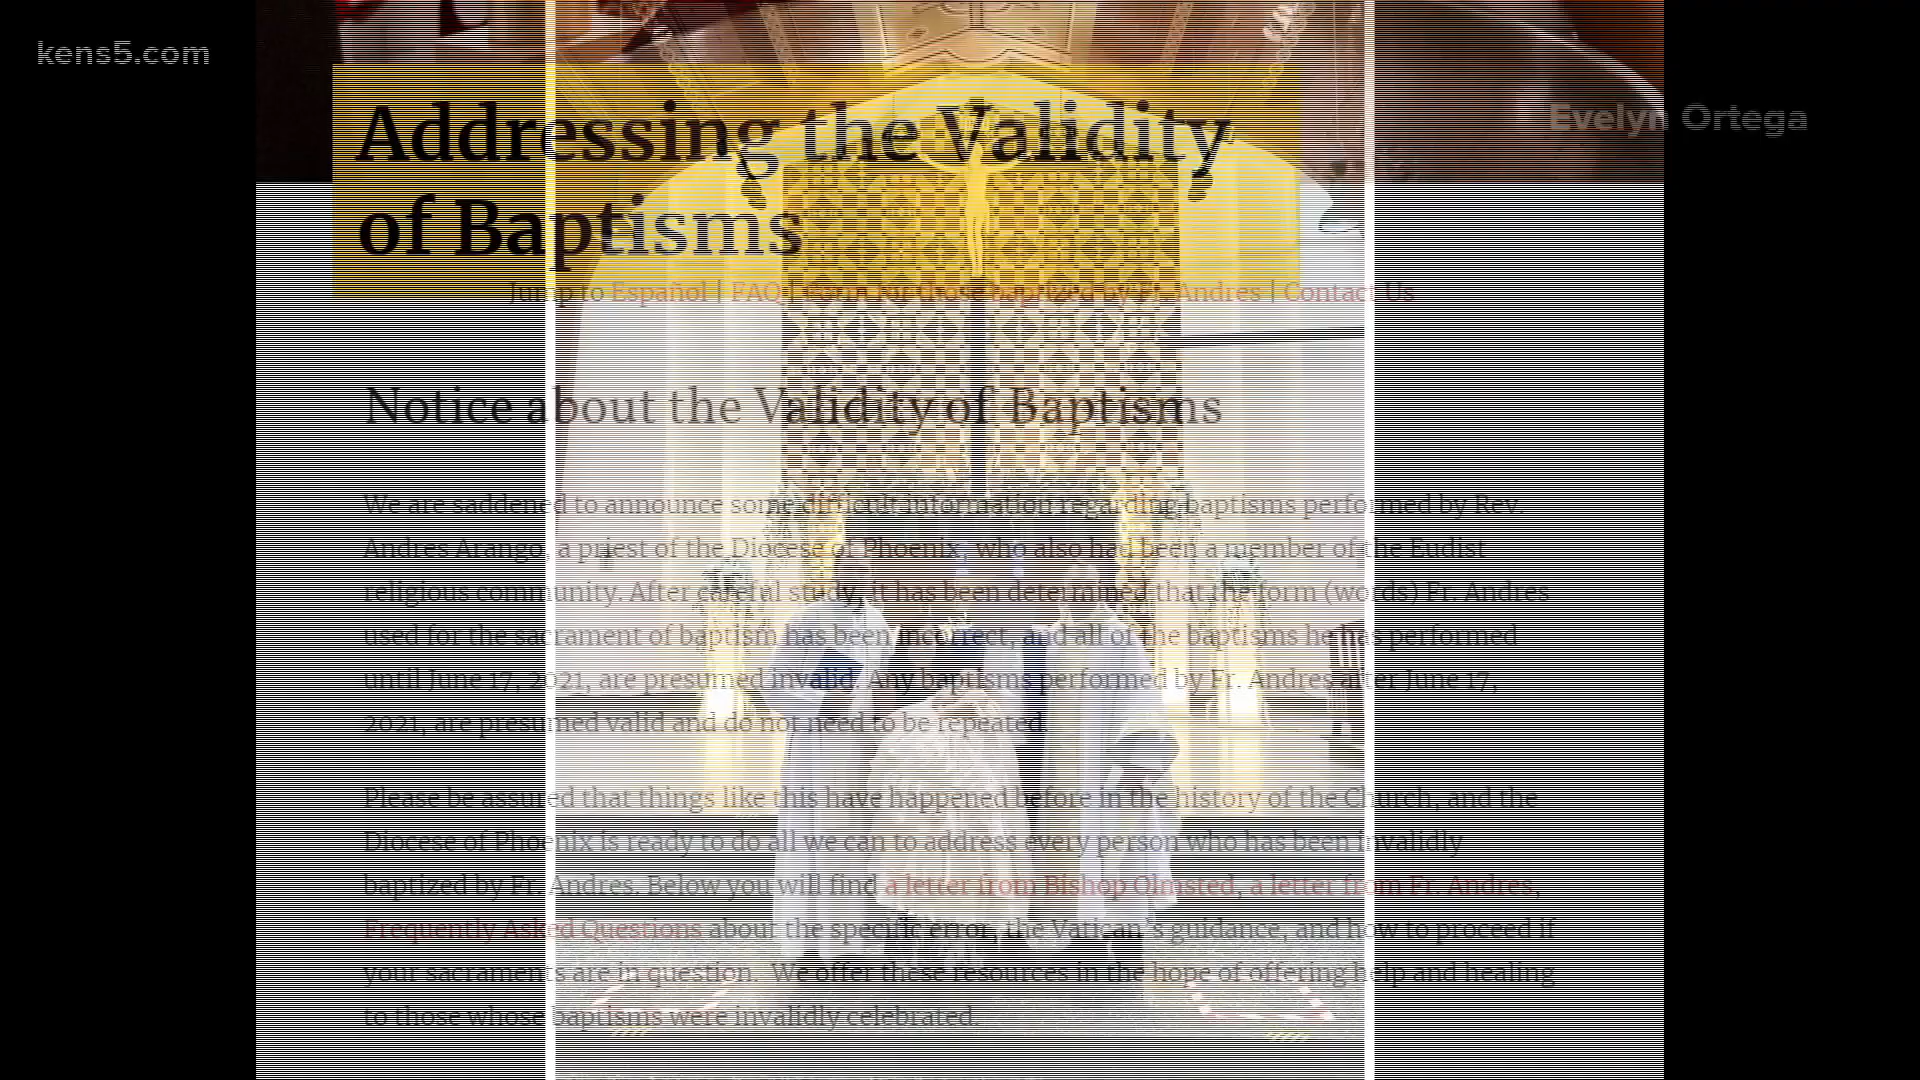 kens5.com
Evelyn Ortega
Addressing the Validity
of Baptisms
Jump to Español | FAQ | Form for those baptized by Fr. Andres | Contact Us
Notice about the Validity of Baptisms
We are saddened to announce some difficult information regarding baptisms performed by Rev.
Andres Arango, a priest of the Diocese of Phoenix, who also had been a member of the Eudist
religious community. After careful study, it has been determined that the form (words) Fr. Andres
used for the sacrament of baptism has been incorrect, and all of the baptisms he has performed
until June 17, 2021, are presumed invalid. Any baptisms performed by Fr. Andres after June 17,
2021, are presumed valid and do not need to be repeated.
Please be assured that things like this have happened before in the history of the Church, and the
Diocese of Phoenix is ready to do all we can to address every person who has been invalidly
baptized by Fr. Andres. Below you will find a letter from Bishop Olmsted, a letter from Fr. Andres,
Frequently Asked Questions about the specific error, the Vatican's guidance, and how to proceed if
your sacraments are in question. We offer these resources in the hope of offering help and healing
to those whose baptisms were invalidly celebrated.